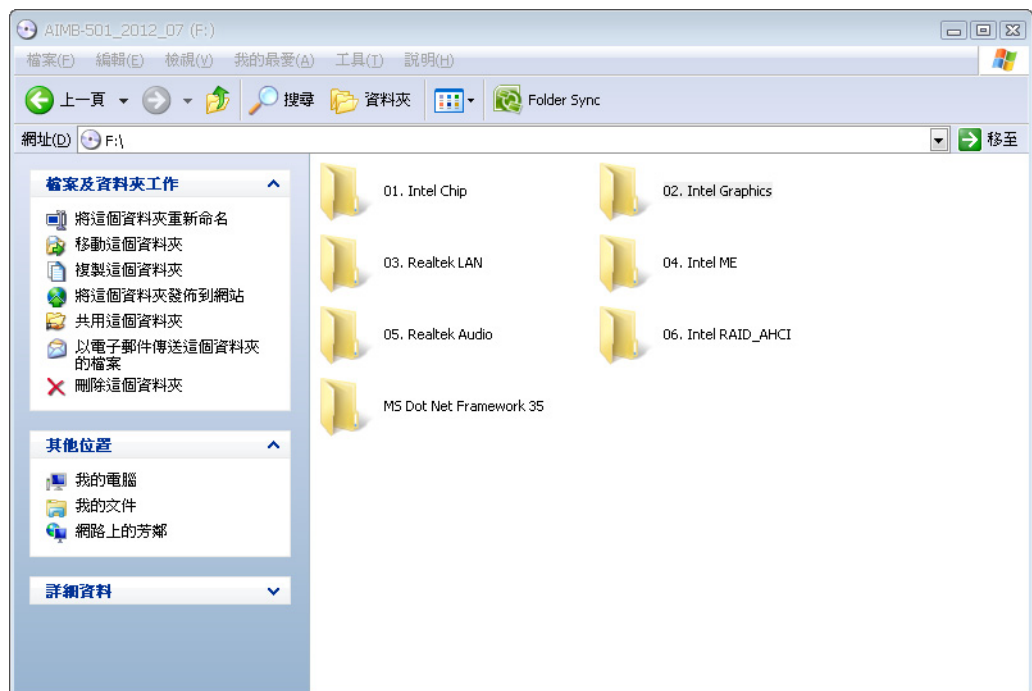 AIMB-501_2012_07 (F:)
檔案(F) 編輯(E) 檢視(V) 我的最愛(A) 工具(T) 說明(H)
上一頁 搜尋 資料夾 Folder Sync
網址(D) F:\ 移至
檔案及資料夾工作
將這個資料夾重新命名
移動這個資料夾
複製這個資料夾
將這個資料夾發佈到網站
共用這個資料夾
以電子郵件傳送這個資料夾
的檔案
刪除這個資料夾
其他位置
我的電腦
我的文件
網路上的芳鄰
詳細資料
01. Intel Chip
02. Intel Graphics
03. Realtek LAN
04. Intel ME
05. Realtek Audio
06. Intel RAID_AHCI
MS Dot Net Framework 35